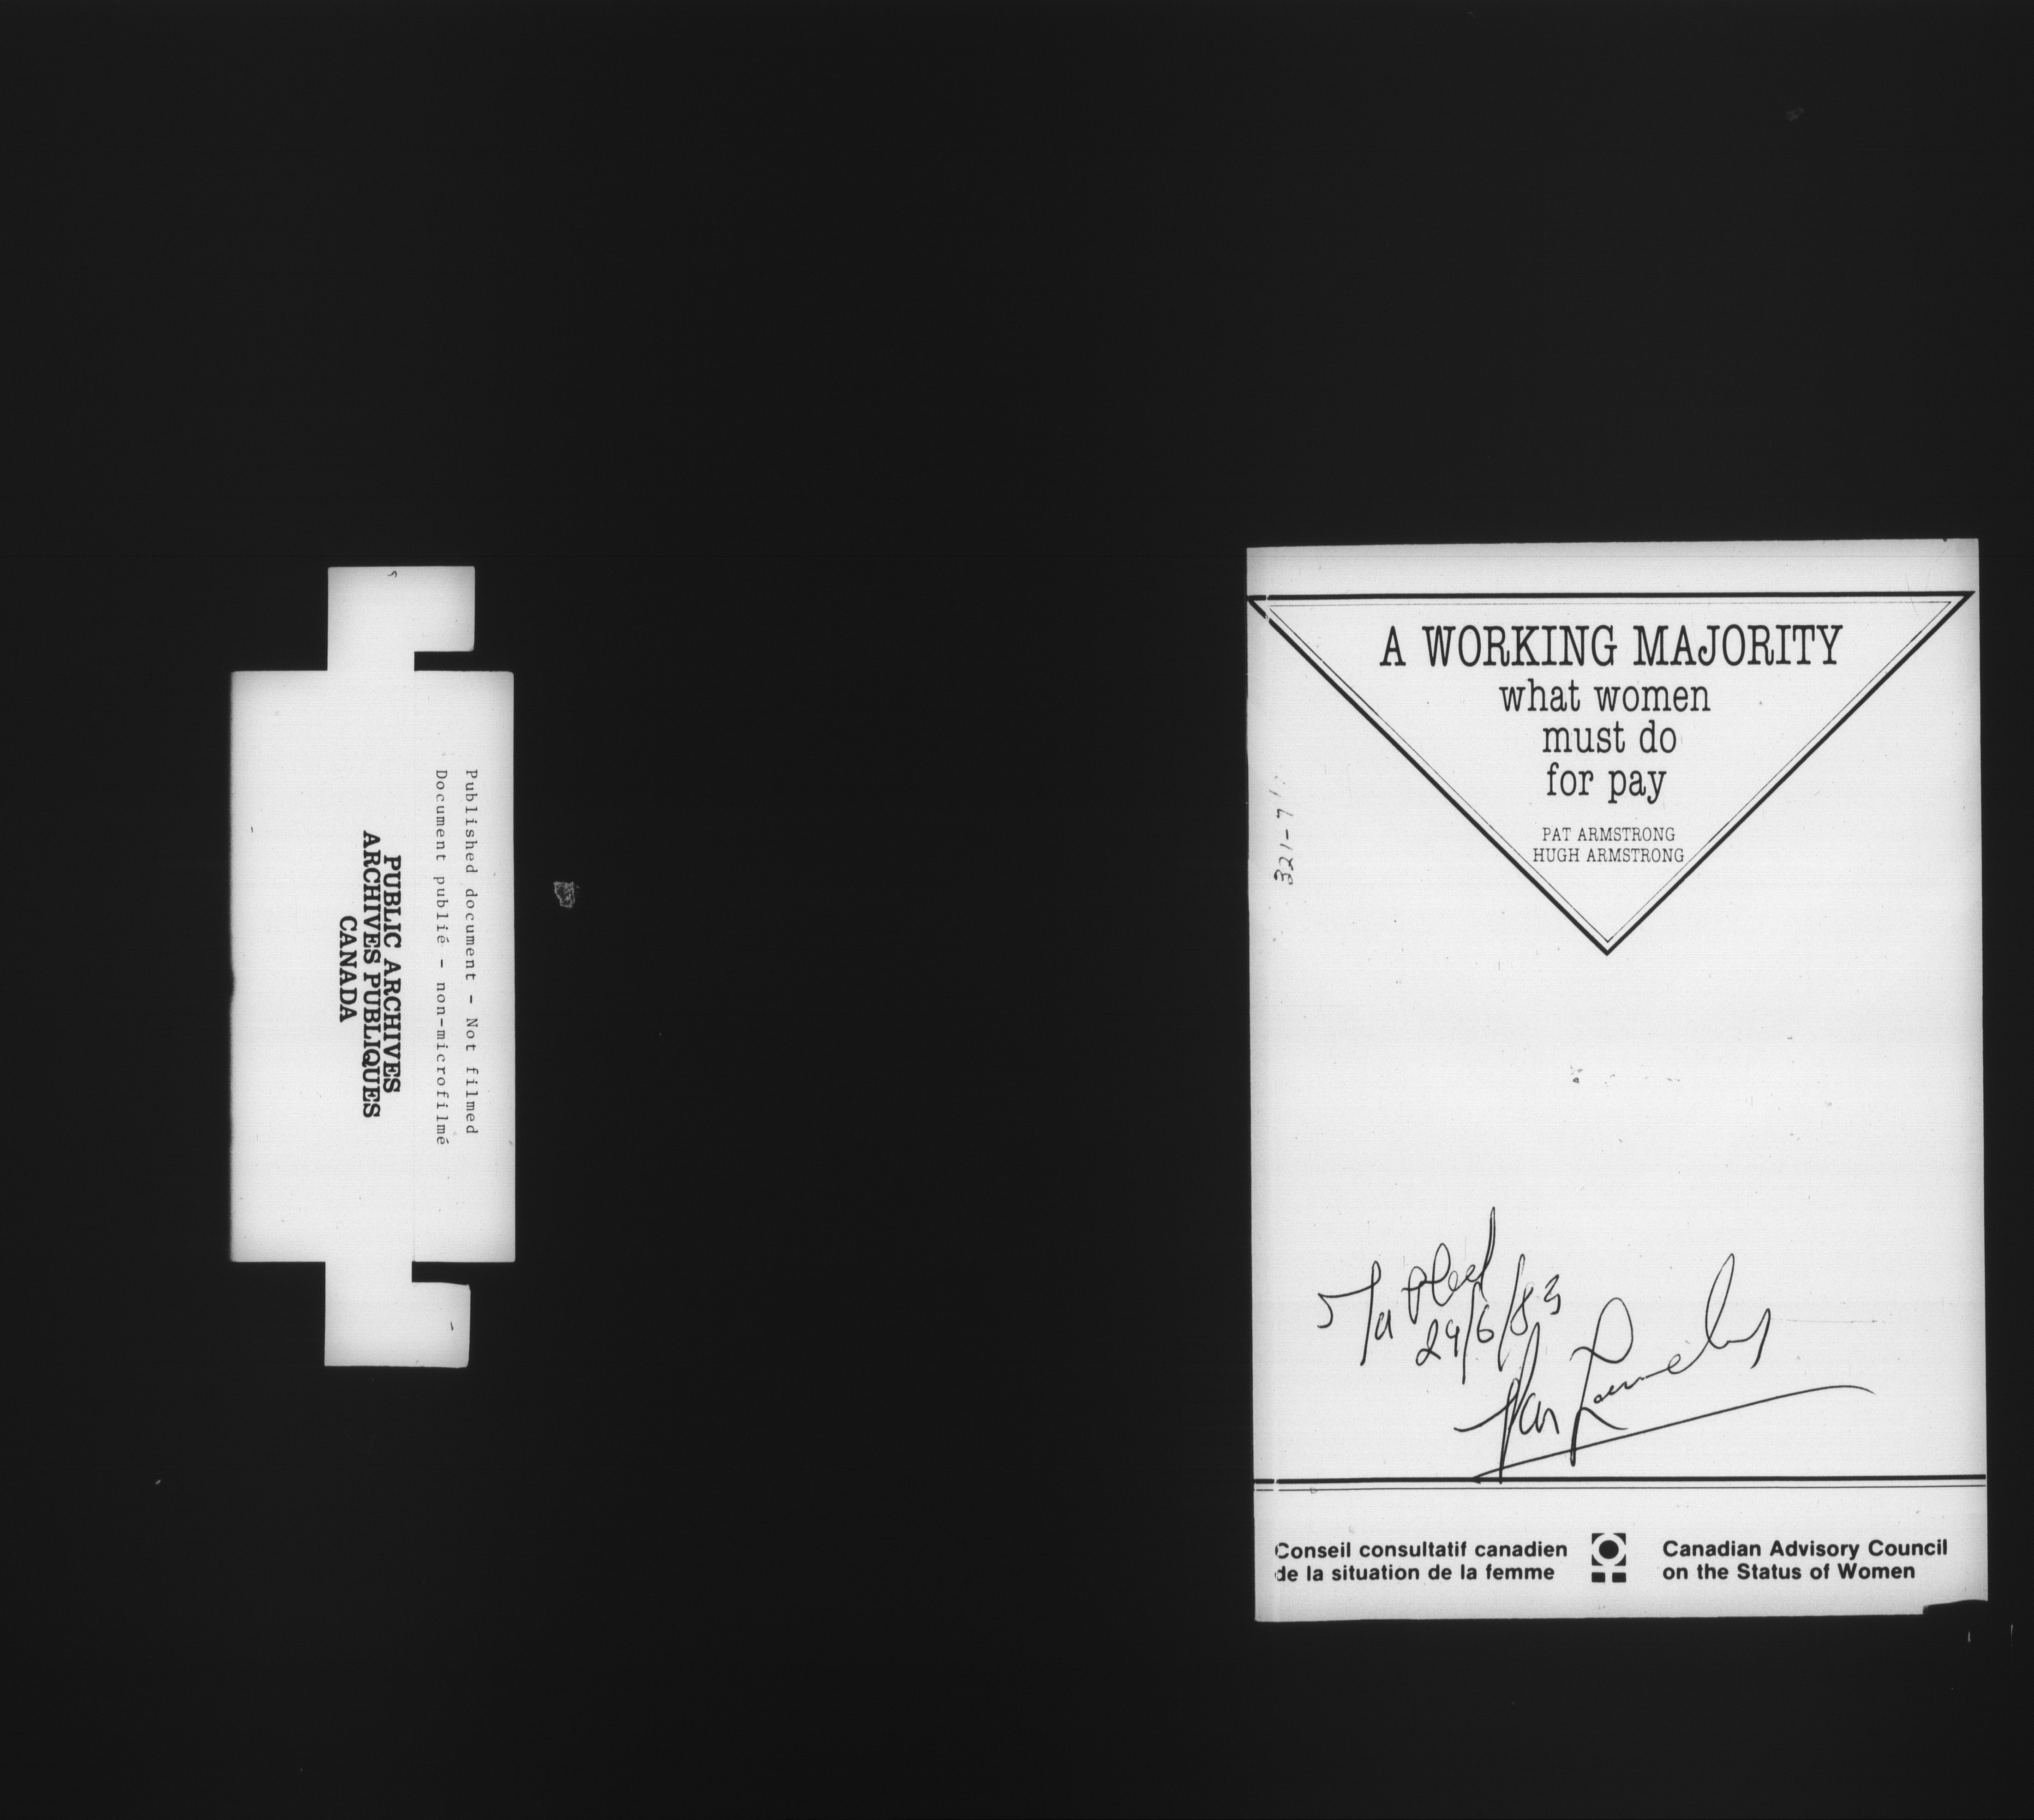 Published document - Not filmed
Document publié - non-microfilmé
PUBLIC ARCHIVES
ARCHIVES PUBLIQUES
CANADA
A WORKING MAJORITY
what women
must do
for pay
PAT ARMSTRONG
HUGH ARMSTRONG
321-7
29/6/83
Conseil consultatif canadien
de la situation de la femme
Canadian Advisory Council
on the Status of Women